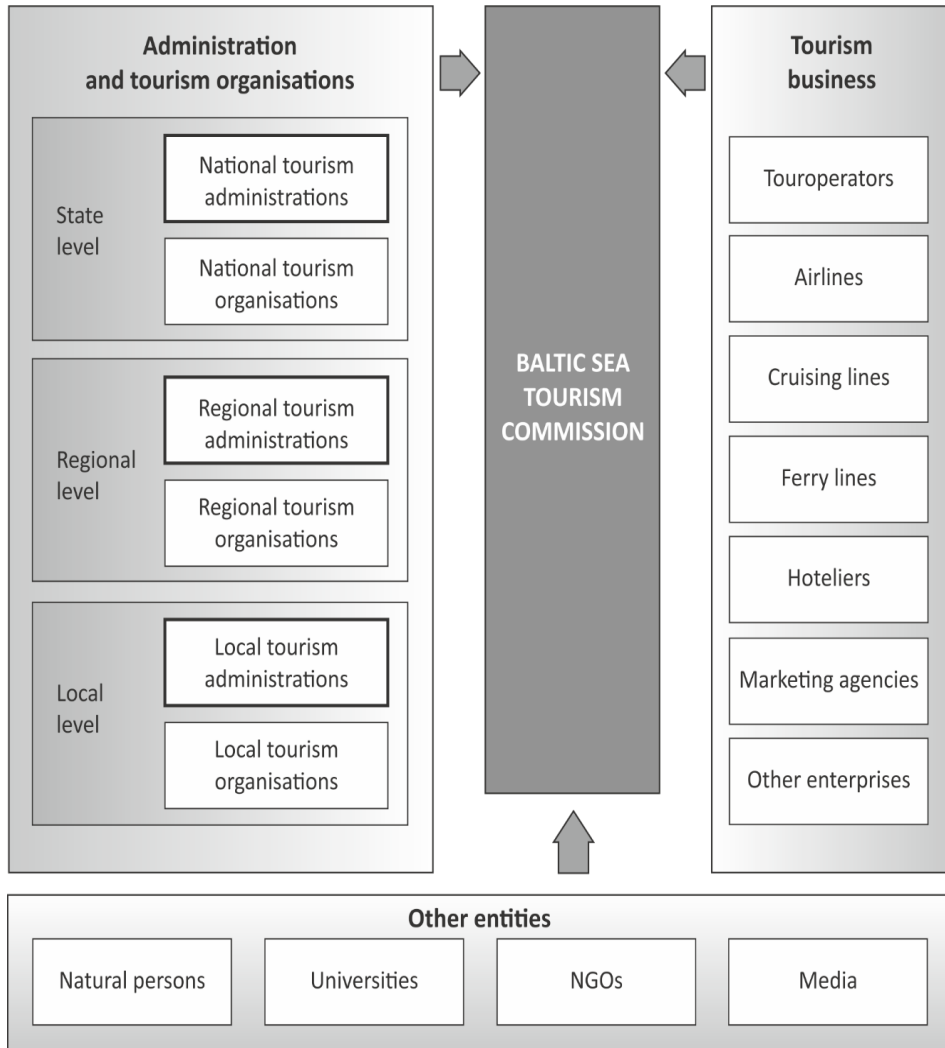 Administration
and tourism organisations
State
level
National tourism
administrations
National tourism
organisations
Regional
level
Regional tourism
administrations
Regional tourism
organisations
Local
level
Local tourism
administrations
Local tourism
organisations
BALTIC SEA
TOURISM
COMMISSION
Tourism
business
Touroperators
Airlines
Cruising lines
Ferry lines
Hoteliers
Marketing agencies
Other enterprises
Other entities
Natural persons
Universities
NGOs
Media